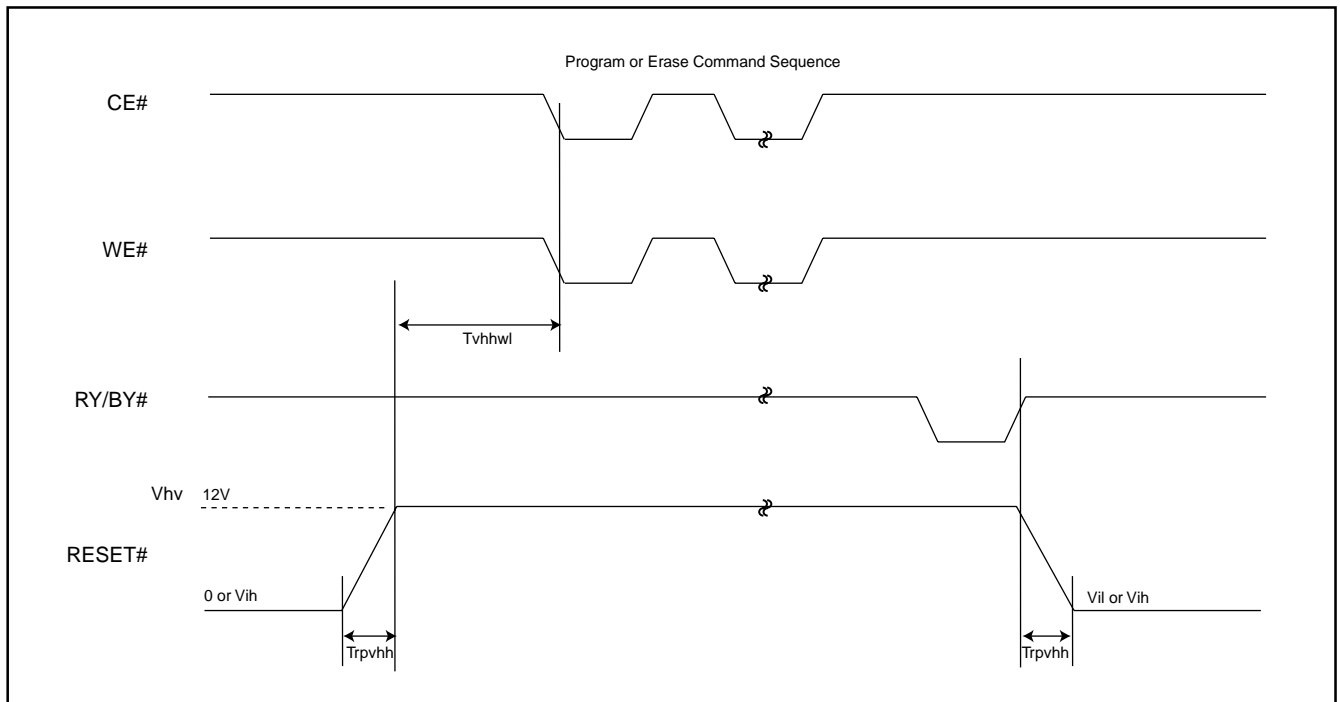 Program or Erase Command Sequence
CE#
WE#
Tvhhwl
RY/BY#
Vhv 12V
RESET#
0 or Vih
Vil or Vih
Trpvhh
Trpvhh